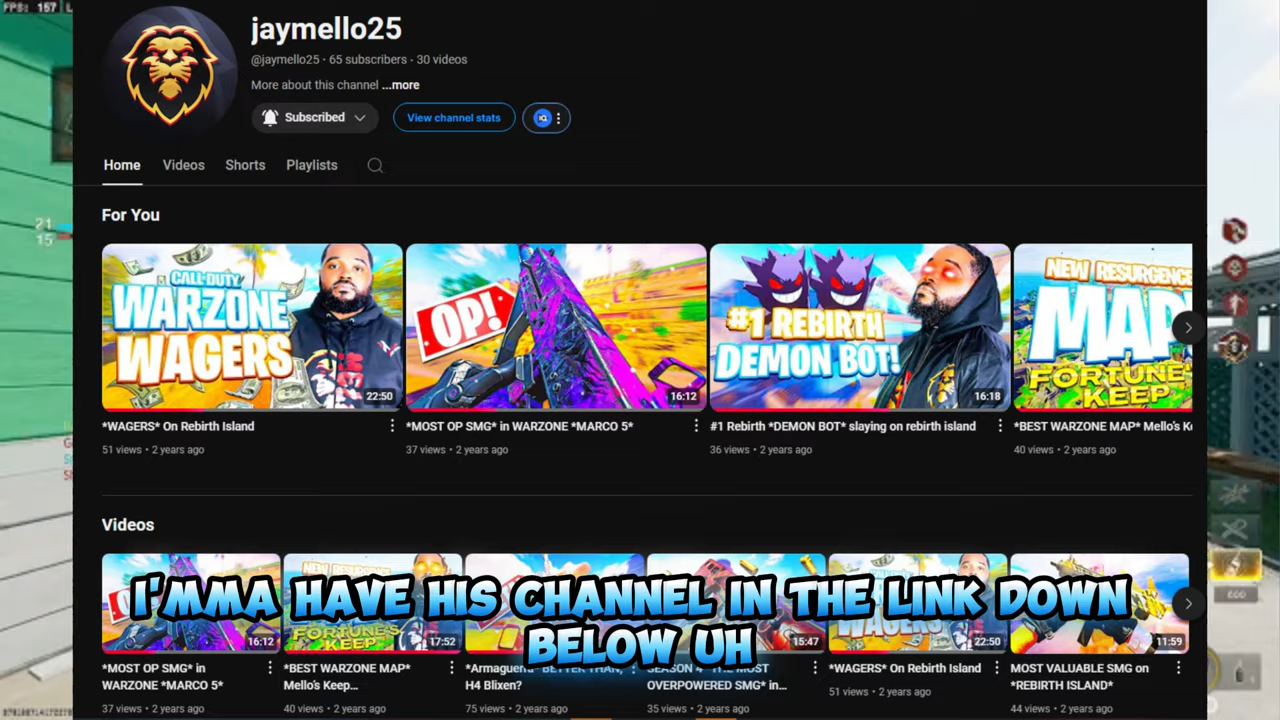 FPS: 157
jaymello25
@jaymello25 · 65 subscribers · 30 videos
More about this channel ...more
Subscribed
View channel stats
Home Videos Shorts Playlists
21
15
For You
CALL·DUTY
WARZONE
WAGERS
22:50
OP!
16:12
#1 REBIRTH
DEMON BOT!
16:18
NEW RESURGENCE
MAP
FORTUNE'S
KEEP
*WAGERS* On Rebirth Island
51 views • 2 years ago
*MOST OP SMG* in WARZONE *MARCO 5*
37 views • 2 years ago
#1 Rebirth *DEMON BOT* slaying on rebirth island
36 views • 2 years ago
*BEST WARZONE MAP* Mello's K
40 views • 2 years ago
Videos
I'MMA HAVE HIS CHANNEL IN THE LINK DOWN
BELOW UH
16:12
FORTUNE'S
17:52
15:47
22:50
11:59
600
*MOST OP SMG* in
WARZONE *MARCO 5*
37 views • 2 years ago
*BEST WARZONE MAP*
Mello's Keep...
40 views • 2 years ago
*Armaguerra* BETTER THAN,
H4 Blixen?
75 views • 2 years ago
SEASON 4 *THE MOST
OVERPOWERED SMG* in...
35 views • 2 years ago
*WAGERS* On Rebirth Island
51 views • 2 years ago
MOST VALUABLE SMG on
*REBIRTH ISLAND*
44 views • 2 years ago